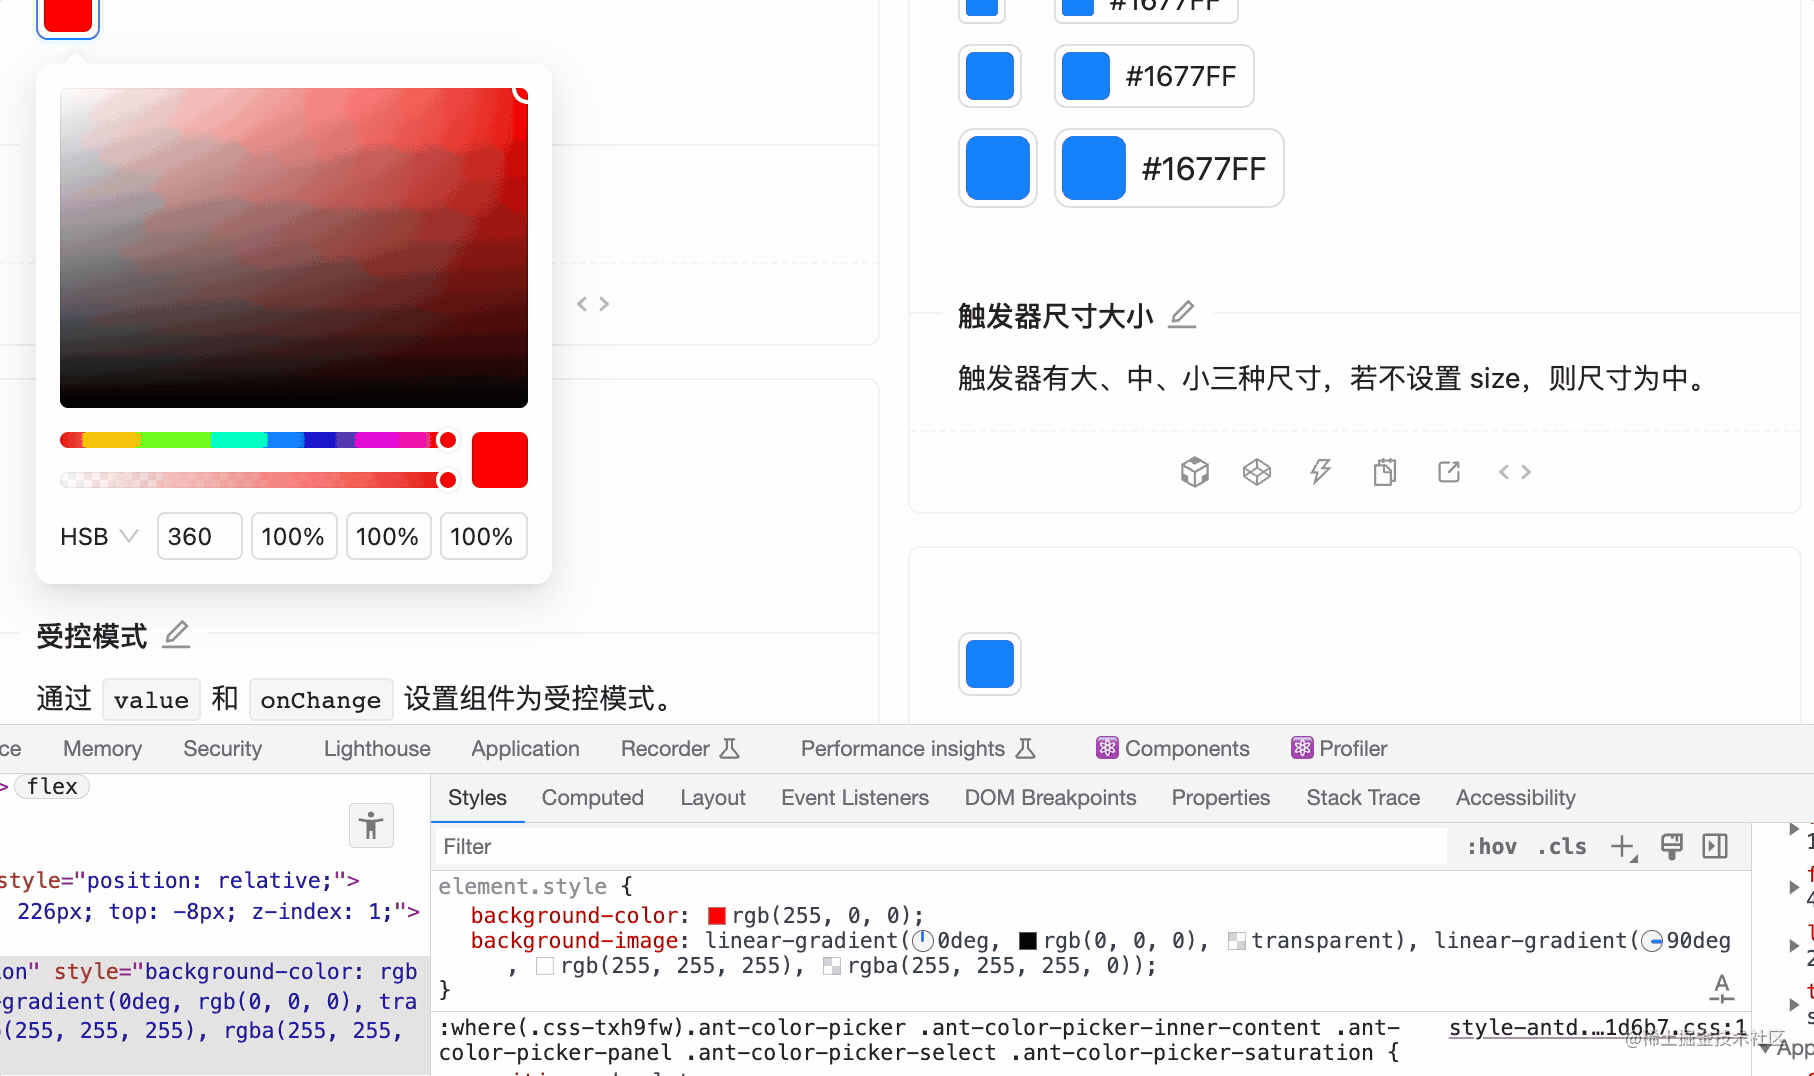 #1677FF
#1677FF
#1677FF
HSB 360 100% 100% 100%
触发器尺寸大小
触发器有大、中、小三种尺寸，若不设置 size，则尺寸为中。
受控模式
通过 value 和 onChange 设置组件为受控模式。
ce Memory Security Lighthouse Application Recorder Performance insights Components Profiler
> flex
style="position: relative;">
226px; top: -8px; z-index: 1;">
on" style="background-color: rgb
-gradient(0deg, rgb(0, 0, 0), tra
(255, 255, 255), rgba(255, 255,
Styles Computed Layout Event Listeners DOM Breakpoints Properties Stack Trace Accessibility
Filter :hov .cls
element.style {
background-color: rgb(255, 0, 0);
background-image: linear-gradient(0deg, rgb(0, 0, 0), transparent), linear-gradient(90deg
, rgb(255, 255, 255), rgba(255, 255, 255, 0));
}
:where(.css-txh9fw).ant-color-picker .ant-color-picker-inner-content .ant- style-antd.…1d6b7.css:1
color-picker-panel .ant-color-picker-select .ant-color-picker-saturation {
@稀土掘金技术社区
App